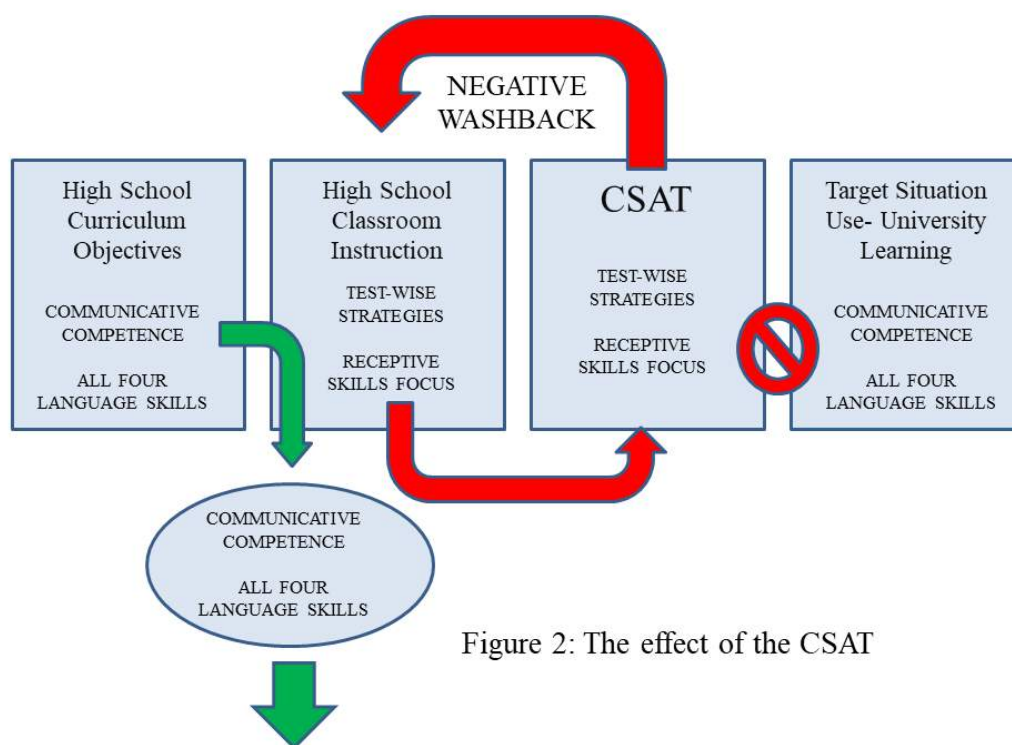 NEGATIVE
WASHBACK
High School
Curriculum
Objectives
COMMUNICATIVE
COMPETENCE
ALL FOUR
LANGUAGE SKILLS
High School
Classroom
Instruction
TEST-WISE
STRATEGIES
RECEPTIVE
SKILLS FOCUS
CSAT
TEST-WISE
STRATEGIES
RECEPTIVE
SKILLS FOCUS
Target Situation
Use- University
Learning
COMMUNICATIVE
COMPETENCE
ALL FOUR
LANGUAGE SKILLS
COMMUNICATIVE
COMPETENCE
ALL FOUR
LANGUAGE SKILLS
Figure 2: The effect of the CSAT